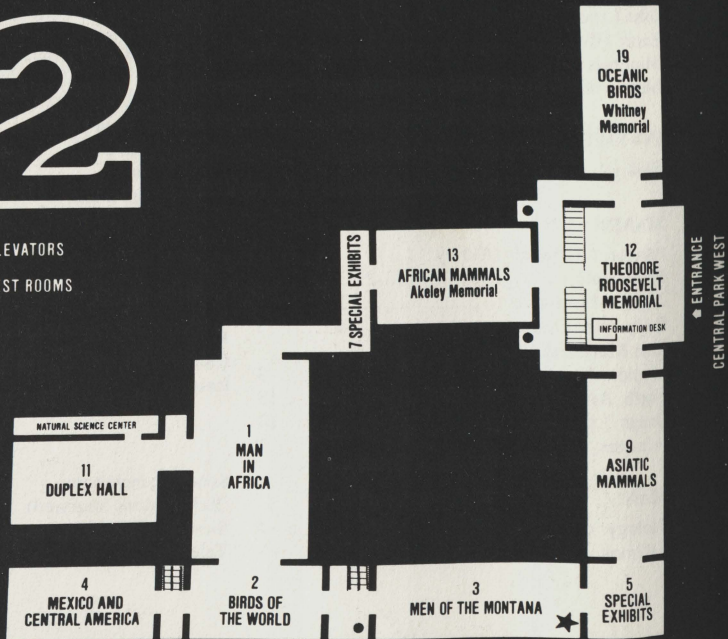 2
LEVATORS
ST ROOMS
19
OCEANIC
BIRDS
Whitney
Memorial
7 SPECIAL EXHIBITS
13
AFRICAN MAMMALS
Akeley Memorial
12
THEODORE
ROOSEVELT
MEMORIAL
INFORMATION DESK
ENTRANCE
CENTRAL PARK WEST
NATURAL SCIENCE CENTER
11
DUPLEX HALL
1
MAN
IN
AFRICA
9
ASIATIC
MAMMALS
4
MEXICO AND
CENTRAL AMERICA
2
BIRDS OF
THE WORLD
3
MEN OF THE MONTANA
5
SPECIAL
EXHIBITS